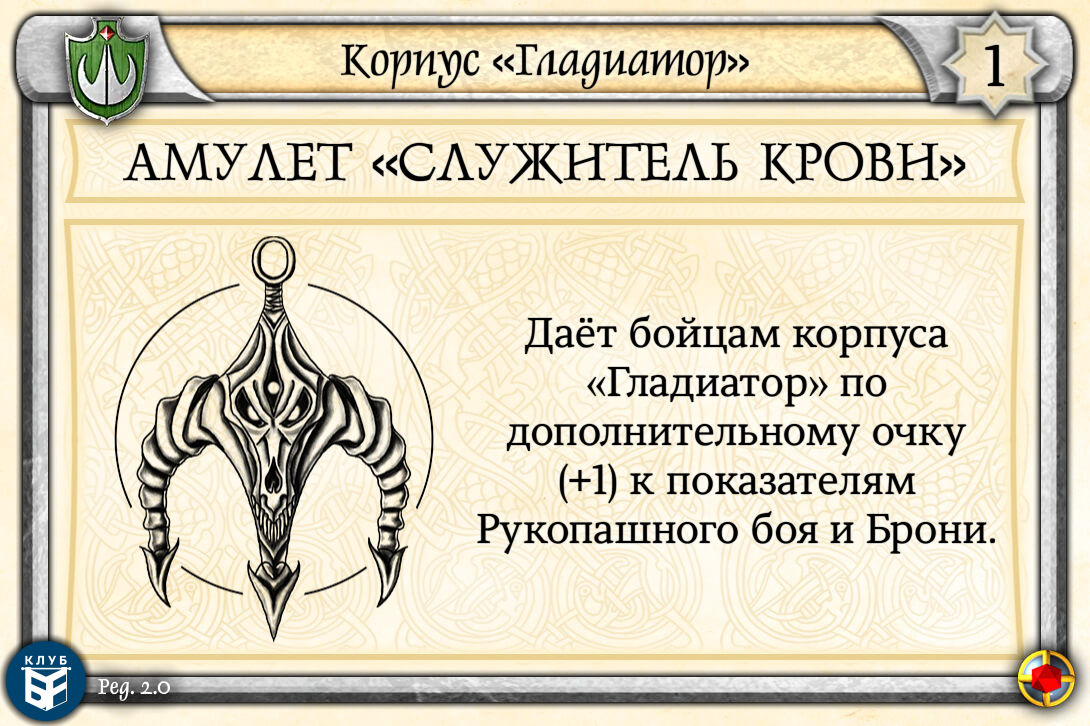 Корпус «Гладиатор»
1
АМУЛЕТ «СЛУЖИТЕЛЬ КРОВИ»
Даёт бойцам корпуса
«Гладиатор» по
дополнительному очку
(+1) к показателям
Рукопашного боя и Брони.
КЛУБ
Ред. 2.0